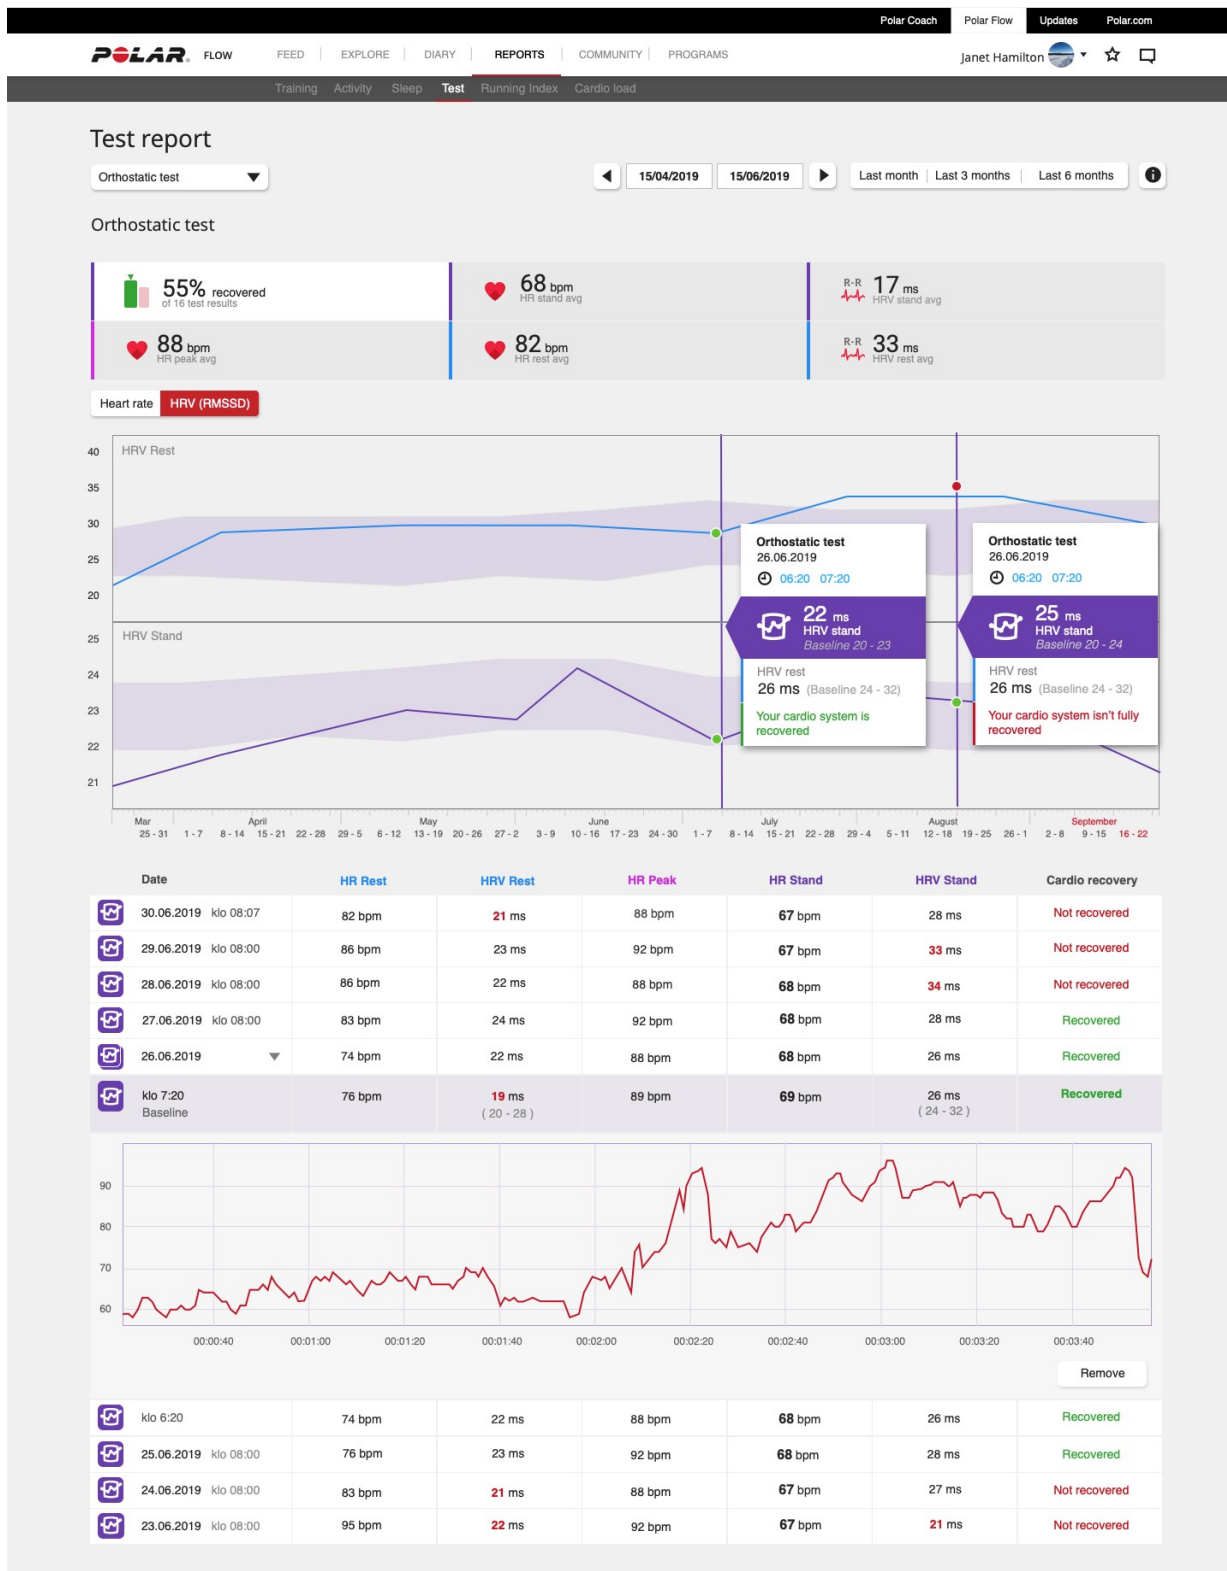 Polar Coach Polar Flow Updates Polar.com
POLAR. FLOW FEED EXPLORE DIARY REPORTS COMMUNITY PROGRAMS Janet Hamilton
Training Activity Sleep Test Running Index Cardio load
Test report
Orthostatic test 15/04/2019 15/06/2019 Last month Last 3 months Last 6 months
Orthostatic test
55% recovered
of 16 test results
68 bpm
HR stand avg
R-R 17 ms
HRV stand avg
88 bpm
HR peak avg
82 bpm
HR rest avg
R-R 33 ms
HRV rest avg
Heart rate HRV (RMSSD)
HRV Rest
40
35
30
25
20
HRV Stand
25
24
23
22
21
Orthostatic test
26.06.2019
06:20 07:20
22 ms
HRV stand
Baseline 20 - 23
HRV rest
26 ms (Baseline 24 - 32)
Your cardio system is
recovered
Orthostatic test
26.06.2019
06:20 07:20
25 ms
HRV stand
Baseline 20 - 24
HRV rest
26 ms (Baseline 24 - 32)
Your cardio system isn't fully
recovered
Mar April May June July August September
25 - 31 1 - 7 8 - 14 15 - 21 22 - 28 29 - 5 6 - 12 13 - 19 20 - 26 27 - 2 3 - 9 10 - 16 17 - 23 24 - 30 1 - 7 8 - 14 15 - 21 22 - 28 29 - 4 5 - 11 12 - 18 19 - 25 26 - 1 2 - 8 9 - 15 16 - 22
Date HR Rest HRV Rest HR Peak HR Stand HRV Stand Cardio recovery
30.06.2019 klo 08:07 82 bpm 21 ms 88 bpm 67 bpm 28 ms Not recovered
29.06.2019 klo 08:00 86 bpm 23 ms 92 bpm 67 bpm 33 ms Not recovered
28.06.2019 klo 08:00 86 bpm 22 ms 88 bpm 68 bpm 34 ms Not recovered
27.06.2019 klo 08:00 83 bpm 24 ms 92 bpm 68 bpm 28 ms Recovered
26.06.2019 74 bpm 22 ms 88 bpm 68 bpm 26 ms Recovered
klo 7:20 76 bpm 19 ms 89 bpm 69 bpm 26 ms Recovered
Baseline ( 20 - 28 ) ( 24 - 32 )
90
80
70
60
00:00:40 00:01:00 00:01:20 00:01:40 00:02:00 00:02:20 00:02:40 00:03:00 00:03:20 00:03:40
Remove
klo 6:20 74 bpm 22 ms 88 bpm 68 bpm 26 ms Recovered
25.06.2019 klo 08:00 76 bpm 23 ms 92 bpm 68 bpm 28 ms Recovered
24.06.2019 klo 08:00 83 bpm 21 ms 88 bpm 67 bpm 27 ms Not recovered
23.06.2019 klo 08:00 95 bpm 22 ms 92 bpm 67 bpm 21 ms Not recovered